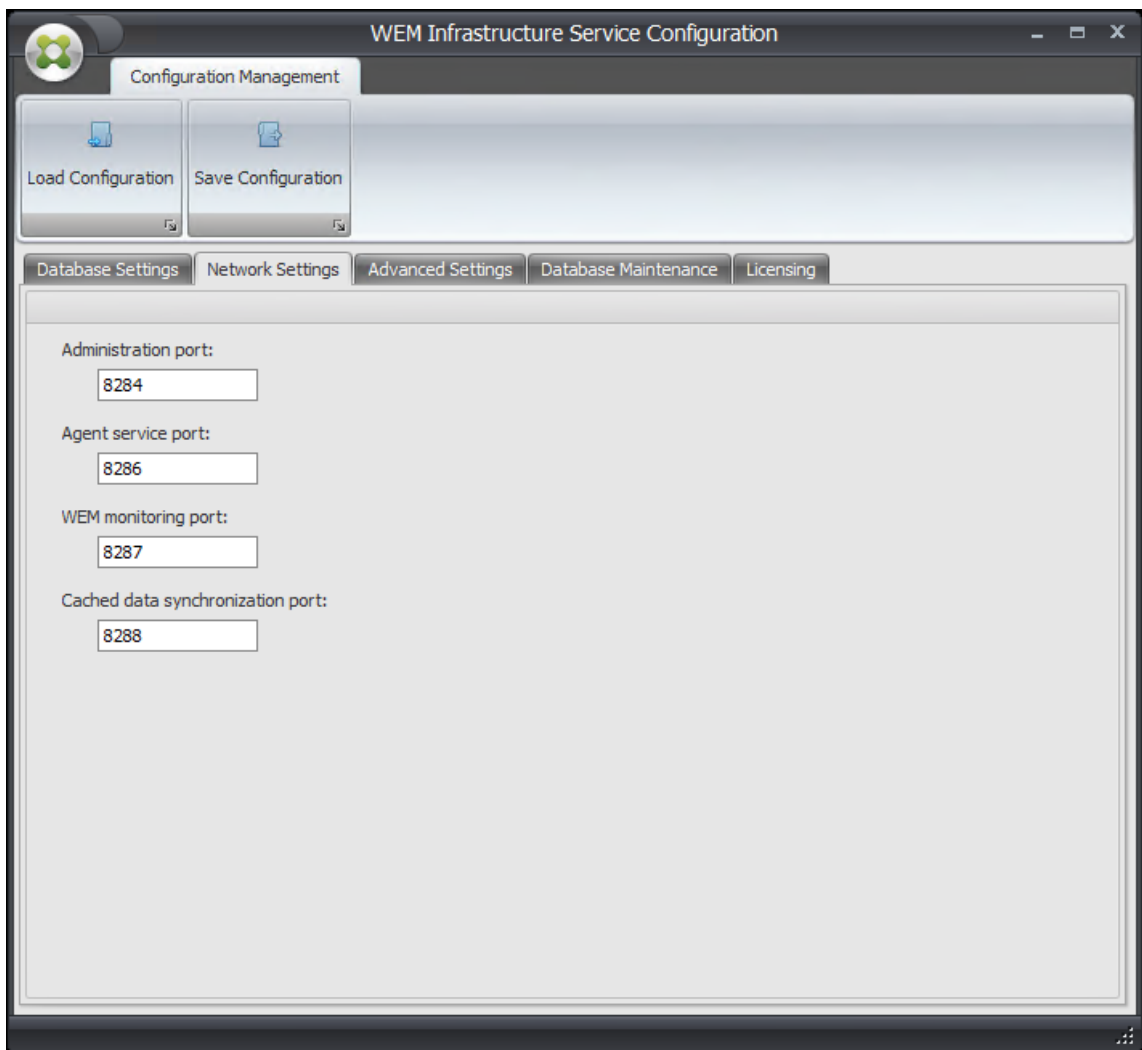 WEM Infrastructure Service Configuration
Configuration Management
Load Configuration
Save Configuration
Database Settings
Network Settings
Advanced Settings
Database Maintenance
Licensing
Administration port:
8284
Agent service port:
8286
WEM monitoring port:
8287
Cached data synchronization port:
8288